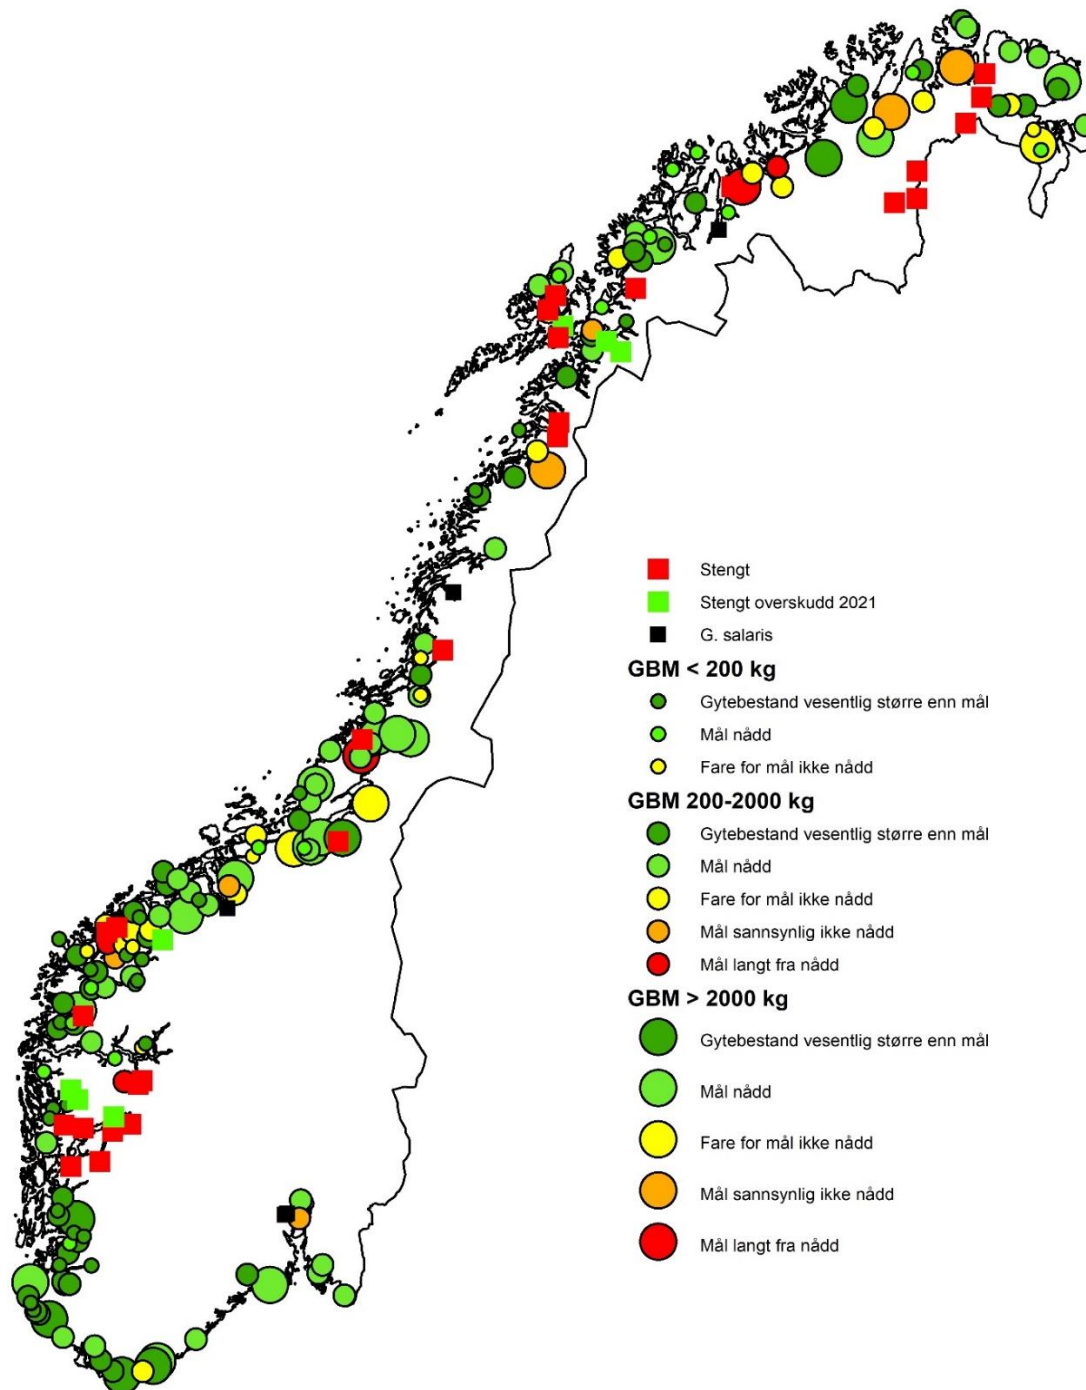 Stengt
Stengt overskudd 2021
G. salaris
GBM < 200 kg
Gytebestand vesentlig større enn mål
Mål nådd
Fare for mål ikke nådd
GBM 200-2000 kg
Gytebestand vesentlig større enn mål
Mål nådd
Fare for mål ikke nådd
Mål sannsynlig ikke nådd
Mål langt fra nådd
GBM > 2000 kg
Gytebestand vesentlig større enn mål
Mål nådd
Fare for mål ikke nådd
Mål sannsynlig ikke nådd
Mål langt fra nådd